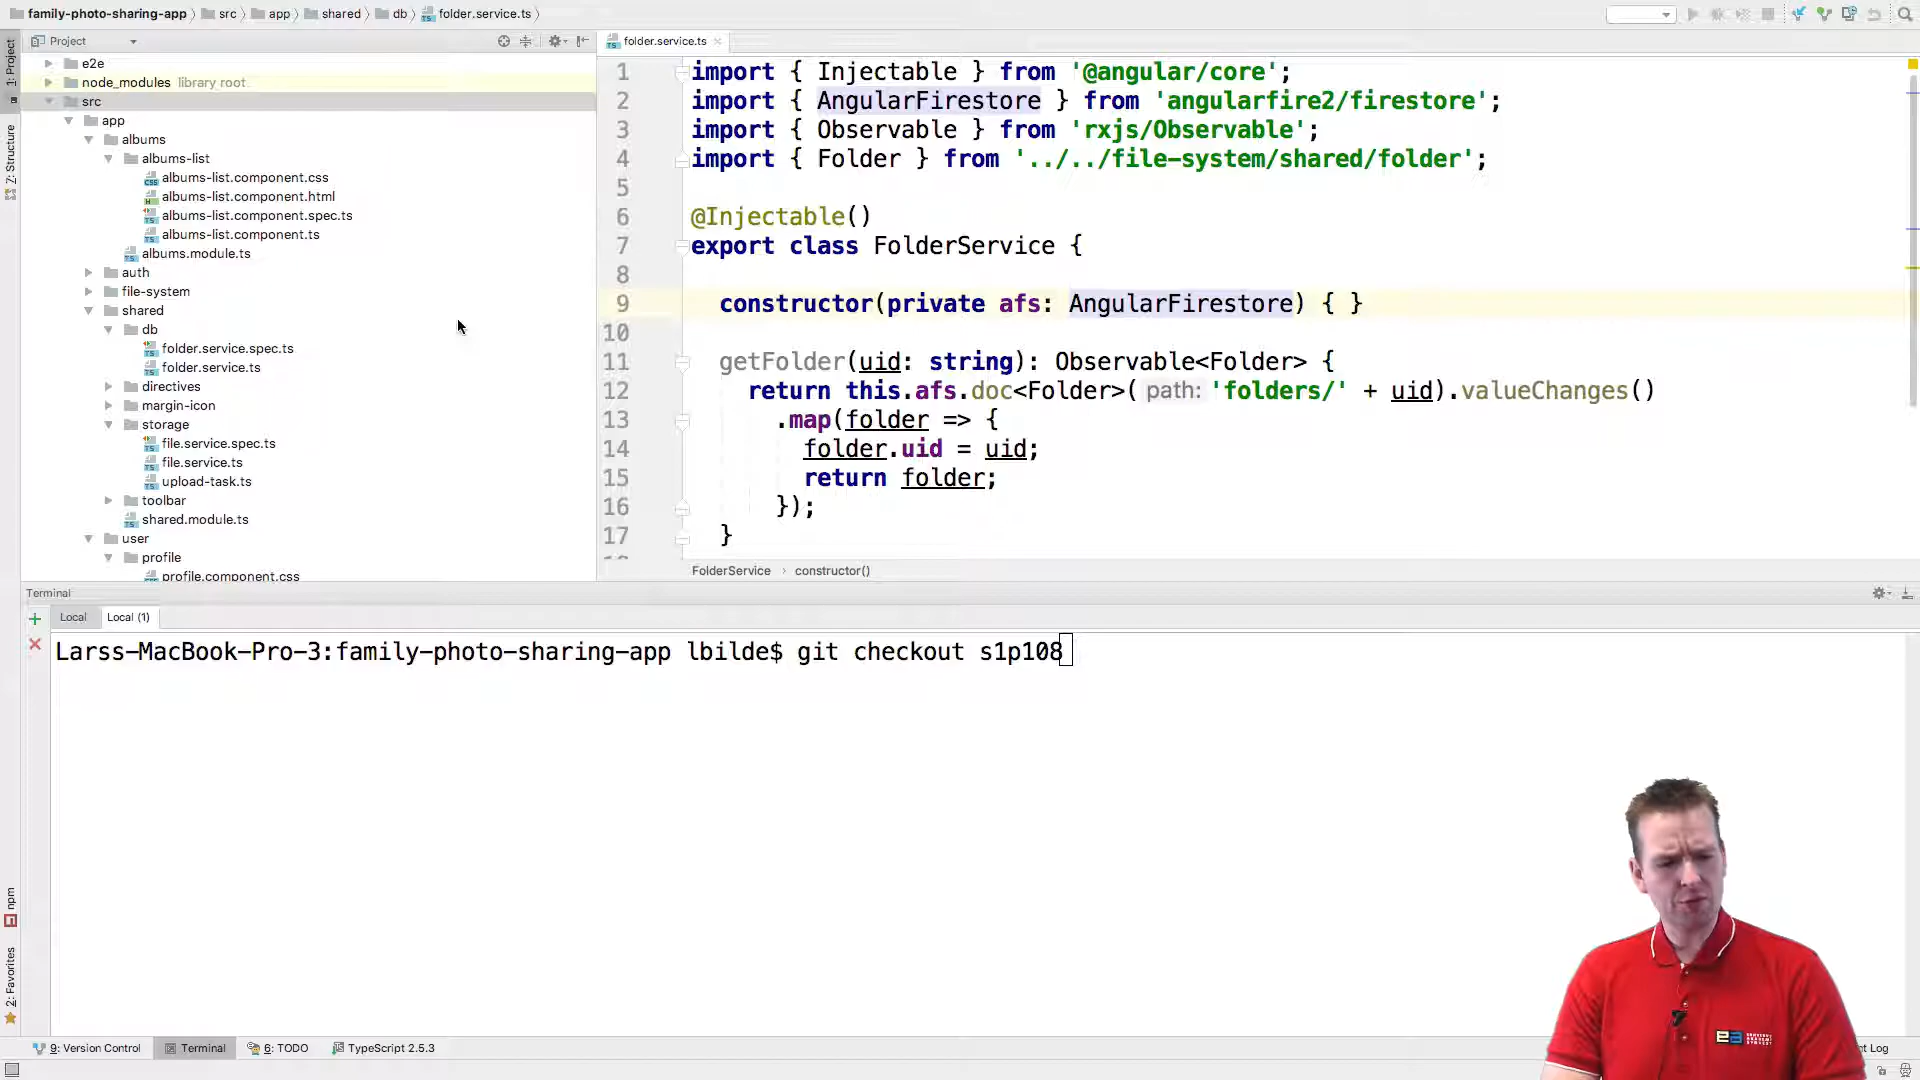 family-photo-sharing-app
src
app
shared
db
folder.service.ts
1: Project
Z: Structure
npm
2: Favorites
Project
e2e
node_modules library root
src
app
albums
albums-list
albums-list.component.css
albums-list.component.html
albums-list.component.spec.ts
albums-list.component.ts
albums.module.ts
auth
file-system
shared
db
folder.service.spec.ts
folder.service.ts
directives
margin-icon
storage
file.service.spec.ts
file.service.ts
upload-task.ts
toolbar
shared.module.ts
user
profile
profile.component.css
folder.service.ts
1 import { Injectable } from '@angular/core';
2 import { AngularFirestore } from 'angularfire2/firestore';
3 import { Observable } from 'rxjs/Observable';
4 import { Folder } from '../../file-system/shared/folder';
5
6 @Injectable()
7 export class FolderService {
8
9 constructor(private afs: AngularFirestore) { }
10
11 getFolder(uid: string): Observable<Folder> {
12 return this.afs.doc<Folder>( path: 'folders/' + uid).valueChanges()
13 .map(folder => {
14 folder.uid = uid;
15 return folder;
16 });
17 }
FolderService > constructor()
Terminal
Local Local (1)
Larss-MacBook-Pro-3:family-photo-sharing-app lbilde$ git checkout s1p108
9: Version Control Terminal 6: TODO TypeScript 2.5.3
t Log